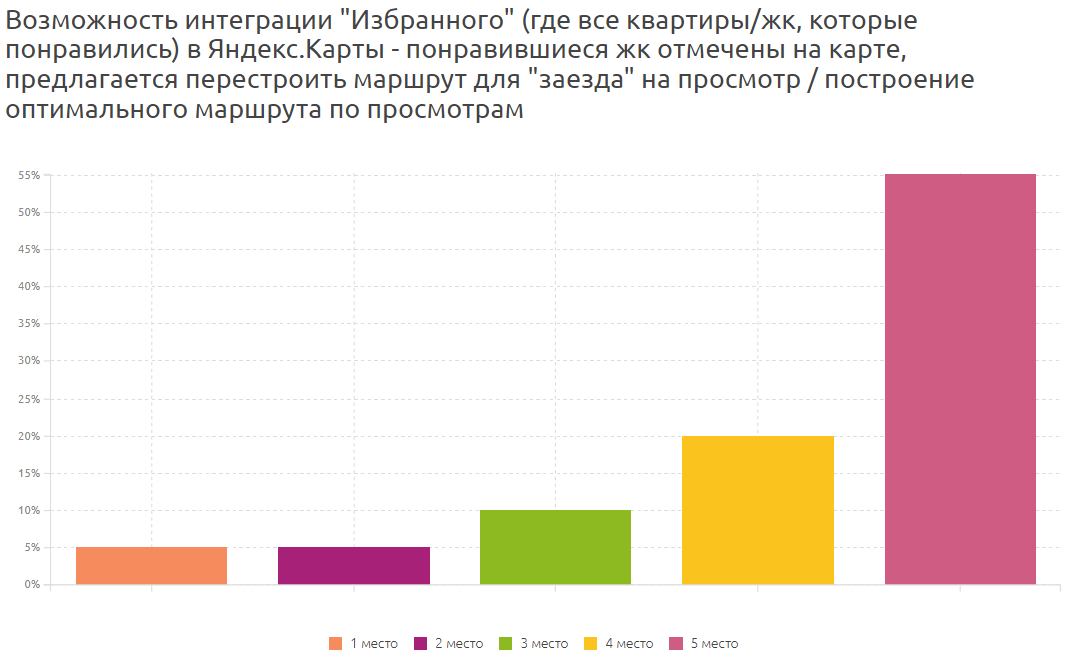 Возможность интеграции "Избранного" (где все квартиры/жк, которые
понравились) в Яндекс.Карты - понравившиеся жк отмечены на карте,
предлагается перестроить маршрут для "заезда" на просмотр / построение
оптимального маршрута по просмотрам
55%
50%
45%
40%
35%
30%
25%
20%
15%
10%
5%
0%
1 место 2 место 3 место 4 место 5 место